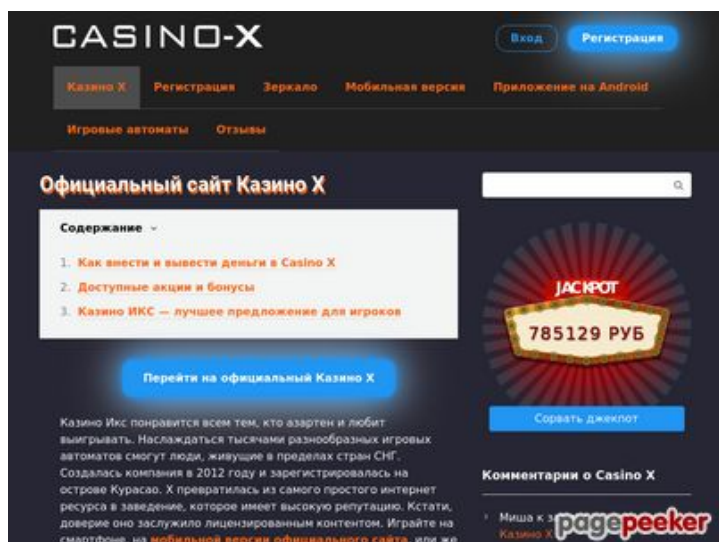 CASINO-X
Вход
Регистрация
Казино X
Регистрация
Зеркало
Мобильная версия
Приложение на Android
Игровые автоматы
Отзывы
Официальный сайт Казино X
Содержание
1. Как внести и вывести деньги в Casino X
2. Доступные акции и бонусы
3. Казино ИКС — лучшее предложение для игроков
Перейти на официальный Казино X
Казино Икс понравится всем тем, кто азартен и любит
выигрывать. Наслаждаться тысячами разнообразных игровых
автоматов смогут люди, живущие в пределах стран СНГ.
Создалась компания в 2012 году и зарегистрировалась на
острове Курасао. X превратилась из самого простого интернет
ресурса в заведение, которое имеет высокую репутацию. Кстати,
доверие оно заслужило лицензированным контентом. Играйте на
смартфоне, на мобильной версии официального сайта, или же
JACKPOT
785129 РУБ
Сорвать джекпот
Комментарии о Casino X
Миша к
Казино X
pagepeeker